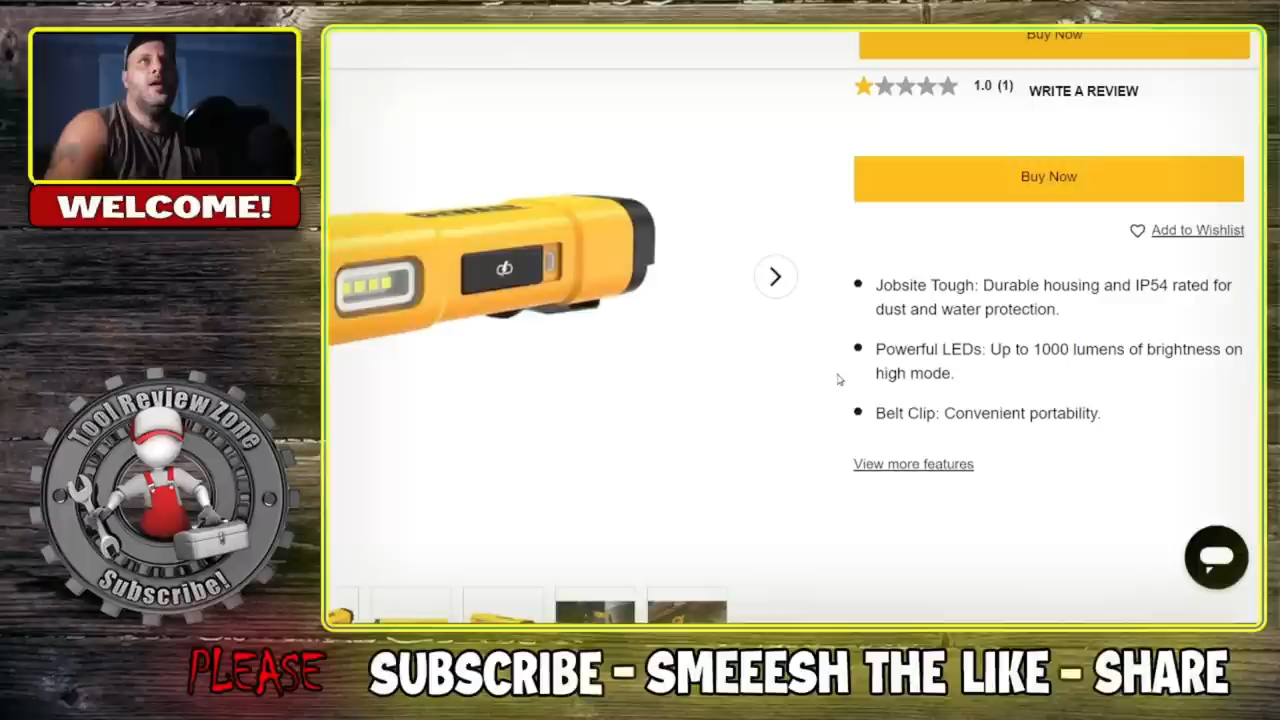 WELCOME!
Tool Review Zone
Subscribe!
Buy Now
1.0 (1) WRITE A REVIEW
Buy Now
Add to Wishlist
Jobsite Tough: Durable housing and IP54 rated for
dust and water protection.
Powerful LEDs: Up to 1000 lumens of brightness on
high mode.
Belt Clip: Convenient portability.
View more features
PLEASE SUBSCRIBE - SMEEESH THE LIKE - SHARE